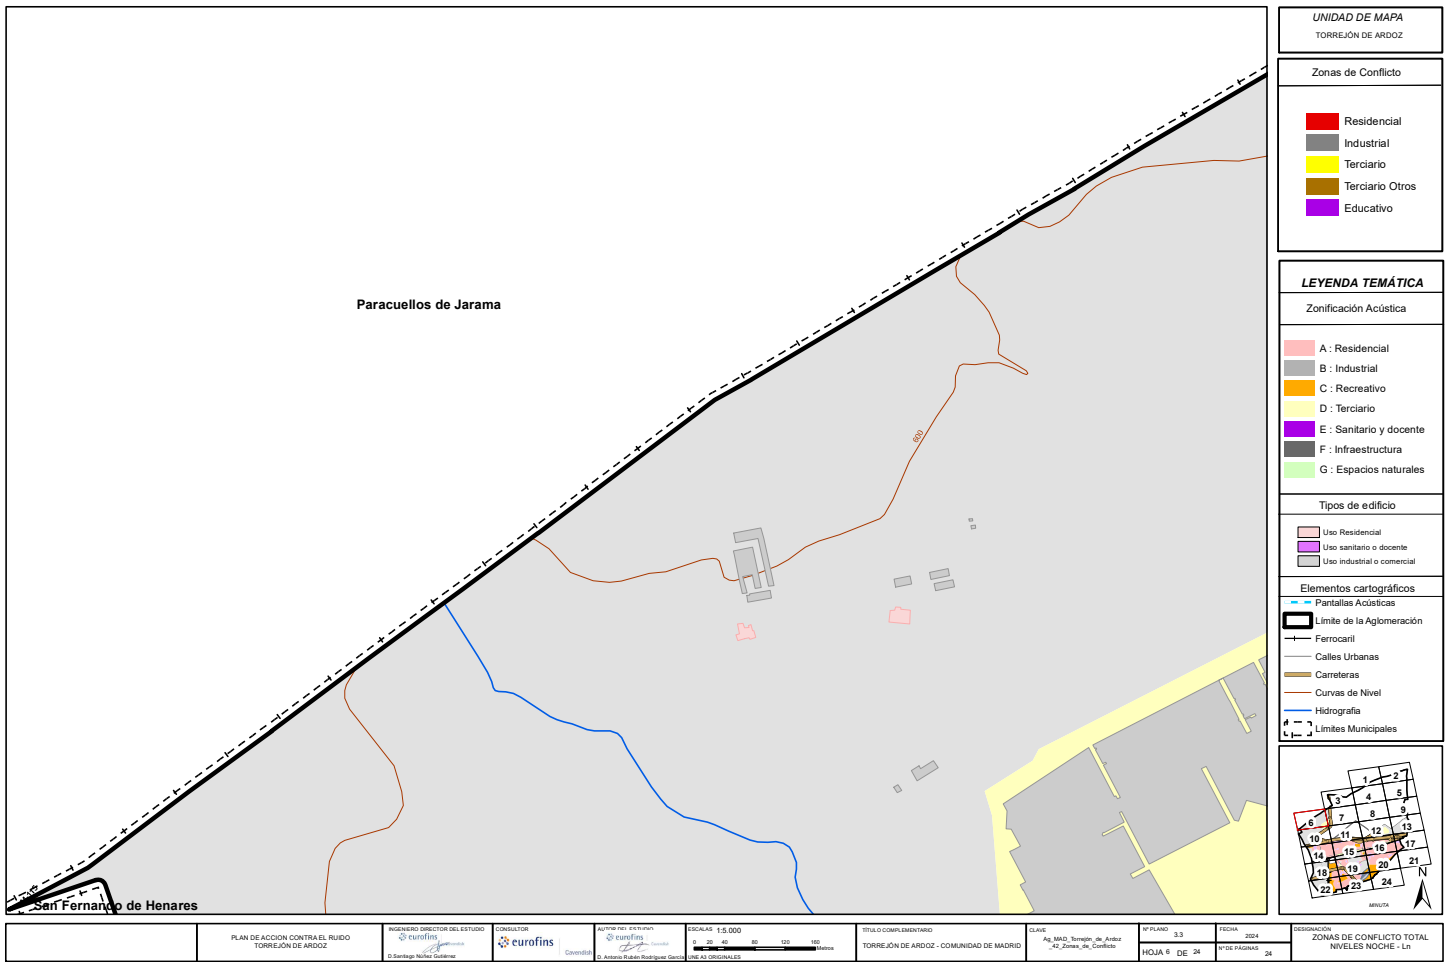 Paracuellos de Jarama
600
San Fernando de Henares
UNIDAD DE MAPA
TORREJÓN DE ARDOZ
Zonas de Conflicto
Residencial
Industrial
Terciario
Terciario Otros
Educativo
LEYENDA TEMÁTICA
Zonificación Acústica
A : Residencial
B : Industrial
C : Recreativo
D : Terciario
E : Sanitario y docente
F : Infraestructura
G : Espacios naturales
Tipos de edificio
Uso Residencial
Uso sanitario o docente
Uso industrial o comercial
Elementos cartográficos
Pantallas Acústicas
Límite de la Aglomeración
Ferrocaril
Calles Urbanas
Carreteras
Curvas de Nivel
Hidrografia
Límites Municipales
1 2
3 4 5
6 7 8 9
10 11 12 13
14 15 16 17
18 19 20 21
22 23 24
N
MINUTA
PLAN DE ACCION CONTRA EL RUIDO
TORREJÓN DE ARDOZ
INGENIERO DIRECTOR DEL ESTUDIO
eurofins
D.Santiago Núñez Gutiérrez
CONSULTOR
eurofins
Cavendish
AUTOR DEL ESTUDIO
eurofins
Cavendish
D. Antonio Rubén Rodríguez García
ESCALAS 1:5.000
0 20 40 80 120 160
Metros
UNE A3 ORIGINALES
TÍTULO COMPLEMENTARIO
TORREJÓN DE ARDOZ - COMUNIDAD DE MADRID
CLAVE
Ag_MAD_Torrejón_de_Ardoz
_42_Zonas_de_Conflicto
Nº PLANO 3.3
HOJA 6 DE 24
FECHA
2024
Nº DE PÁGINAS
24
DESIGNACIÓN
ZONAS DE CONFLICTO TOTAL
NIVELES NOCHE - Ln